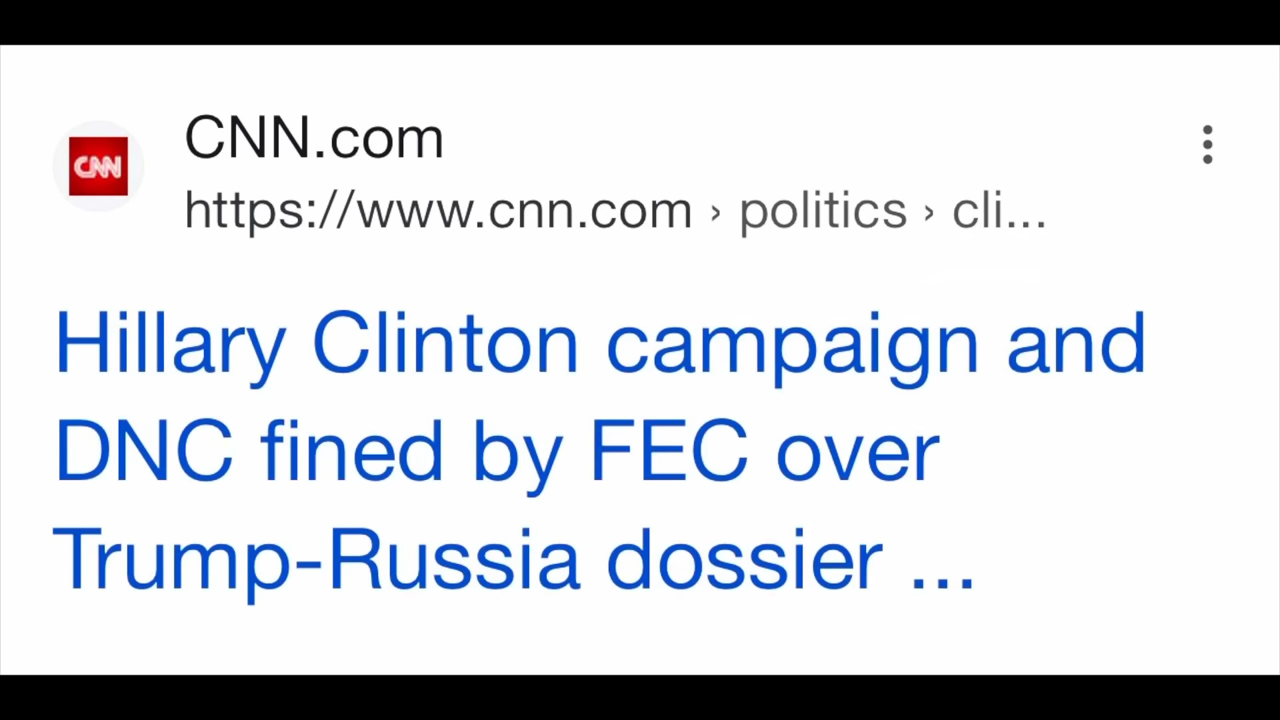 CNN
CNN.com
https://www.cnn.com › politics › cli...
Hillary Clinton campaign and
DNC fined by FEC over
Trump-Russia dossier ...